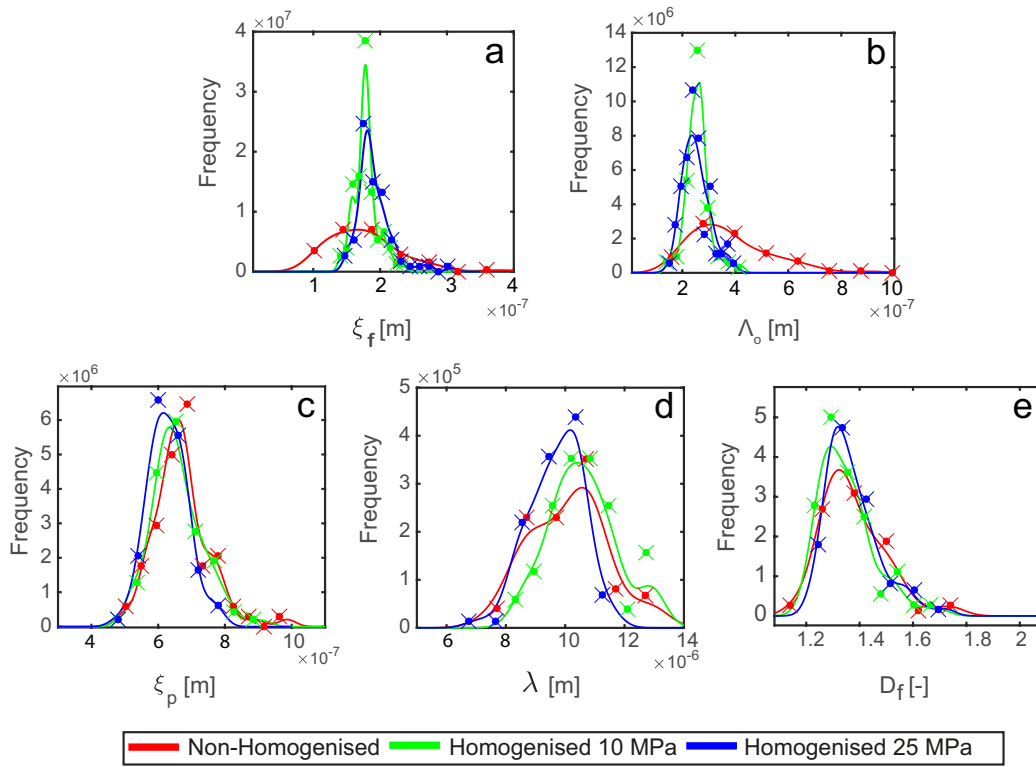 ×10⁷
a
4
3
2
1
0
Frequency
1 2 3 4
×10⁻⁷
ξf [m]
×10⁶
b
14
12
10
8
6
4
2
0
Frequency
2 4 6 8 10
×10⁻⁷
Λo [m]
×10⁶
c
6
5
4
3
2
1
0
Frequency
4 6 8 10
×10⁻⁷
ξp [m]
×10⁵
d
5
4
3
2
1
0
Frequency
6 8 10 12 14
×10⁻⁶
λ [m]
e
5
4
3
2
1
0
Frequency
1.2 1.4 1.6 1.8 2
Df [-]
Non-Homogenised Homogenised 10 MPa Homogenised 25 MPa